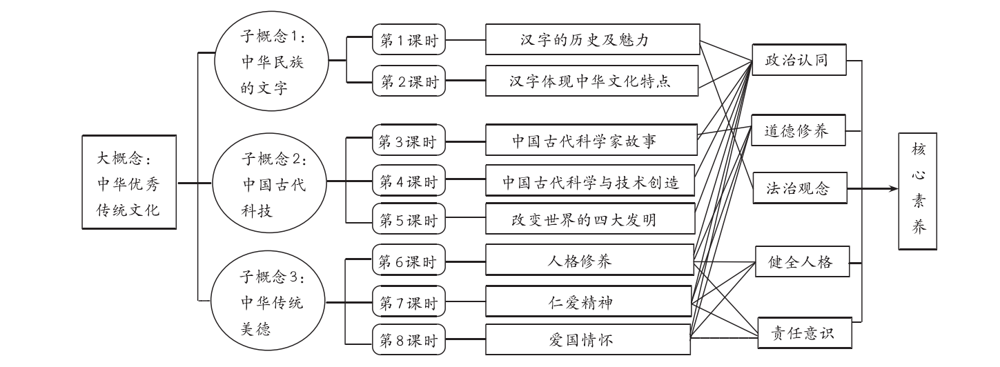 大概念：
中华优秀
传统文化
子概念1：
中华民族
的文字
第1课时
汉字的历史及魅力
第2课时
汉字体现中华文化特点
子概念2：
中国古代
科技
第3课时
中国古代科学家故事
第4课时
中国古代科学与技术创造
第5课时
改变世界的四大发明
子概念3：
中华传统
美德
第6课时
人格修养
第7课时
仁爱精神
第8课时
爱国情怀
政治认同
道德修养
法治观念
健全人格
责任意识
核
心
素
养